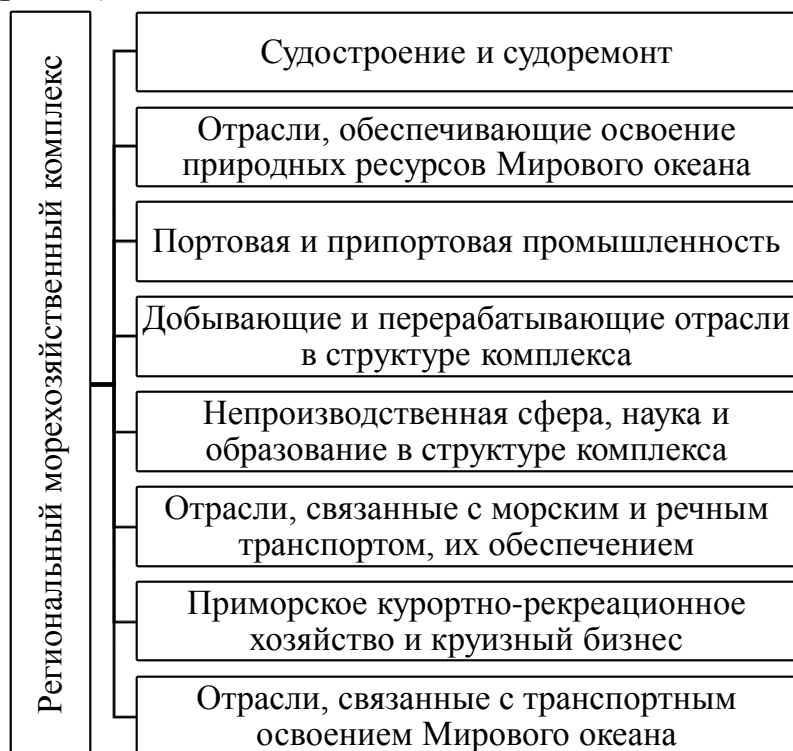 Региональный морехозяйственный комплекс
Судостроение и судоремонт
Отрасли, обеспечивающие освоение
природных ресурсов Мирового океана
Портовая и припортовая промышленность
Добывающие и перерабатывающие отрасли
в структуре комплекса
Непроизводственная сфера, наука и
образование в структуре комплекса
Отрасли, связанные с морским и речным
транспортом, их обеспечением
Приморское курортно-рекреационное
хозяйство и круизный бизнес
Отрасли, связанные с транспортным
освоением Мирового океана